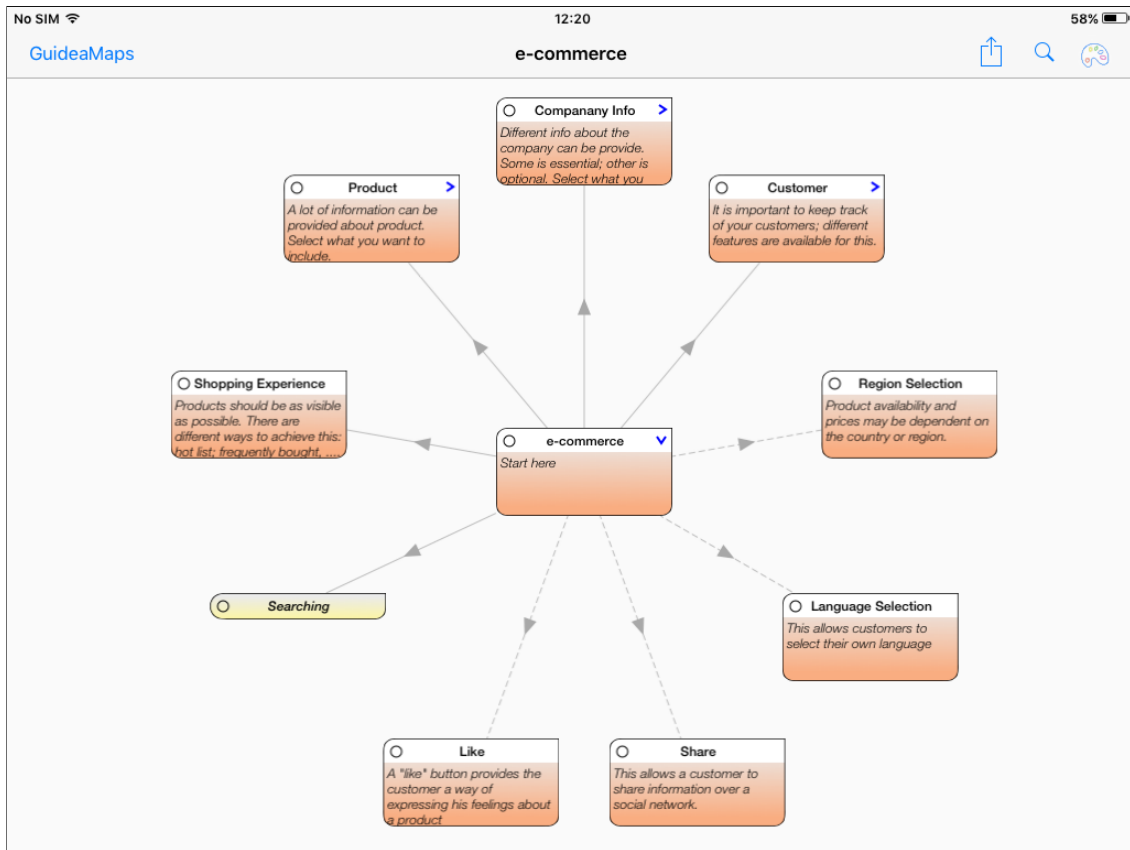 No SIM
12:20
58%
GuideaMaps
e-commerce
Companany Info
Different info about the
company can be provide.
Some is essential; other is
optional. Select what you
Product
A lot of information can be
provided about product.
Select what you want to
include.
Customer
It is important to keep track
of your customers; different
features are available for this.
Shopping Experience
Products should be as visible
as possible. There are
different ways to achieve this:
hot list; frequently bought, ....
Region Selection
Product availability and
prices may be dependent on
the country or region.
e-commerce
Start here
Searching
Language Selection
This allows customers to
select their own language
Like
A "like" button provides the
customer a way of
expressing his feelings about
a product
Share
This allows a customer to
share information over a
social network.